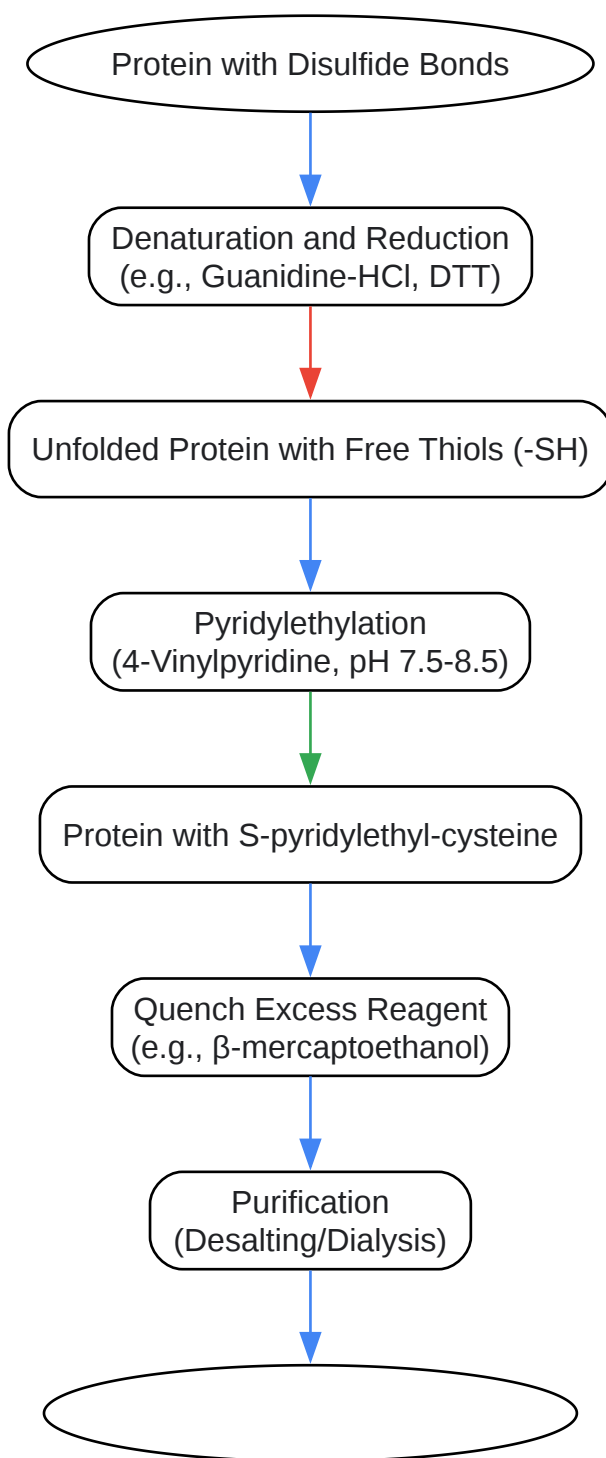 Protein with Disulfide Bonds
Denaturation and Reduction
(e.g., Guanidine-HCl, DTT)
Unfolded Protein with Free Thiols (-SH)
Pyridylethylation
(4-Vinylpyridine, pH 7.5-8.5)
Protein with S-pyridylethyl-cysteine
Quench Excess Reagent
(e.g., β-mercaptoethanol)
Purification
(Desalting/Dialysis)